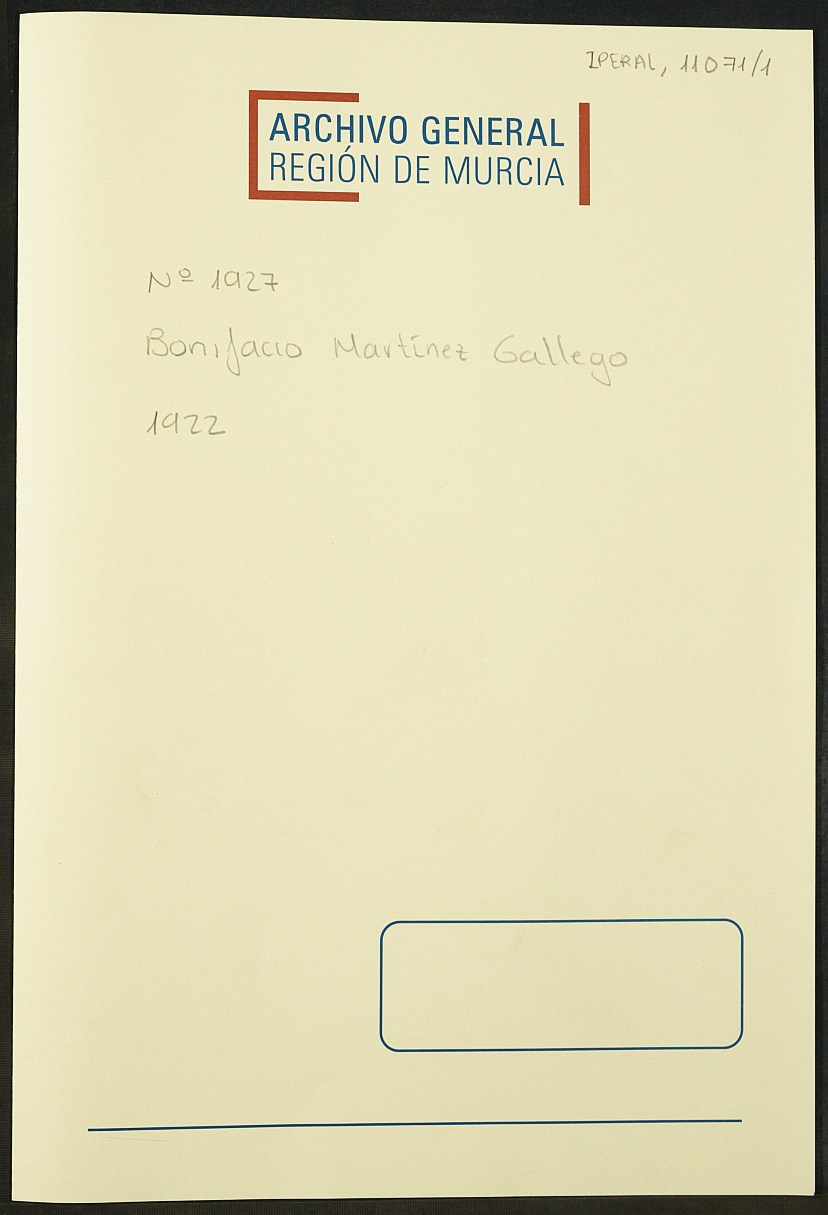 IPERAL, 11071/1
ARCHIVO GENERAL
REGIÓN DE MURCIA
Nº 1927
Bonifacio Martínez Gallego
1922